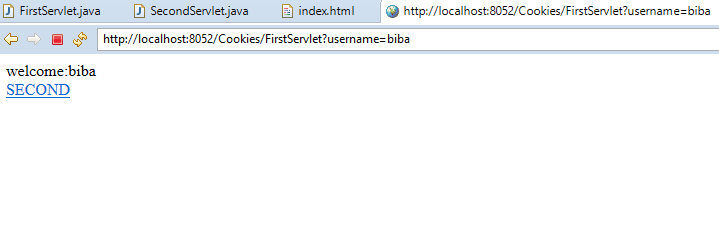 FirstServlet.java SecondServlet.java index.html http://localhost:8052/Cookies/FirstServlet?username=biba
http://localhost:8052/Cookies/FirstServlet?username=biba
welcome:biba
SECOND